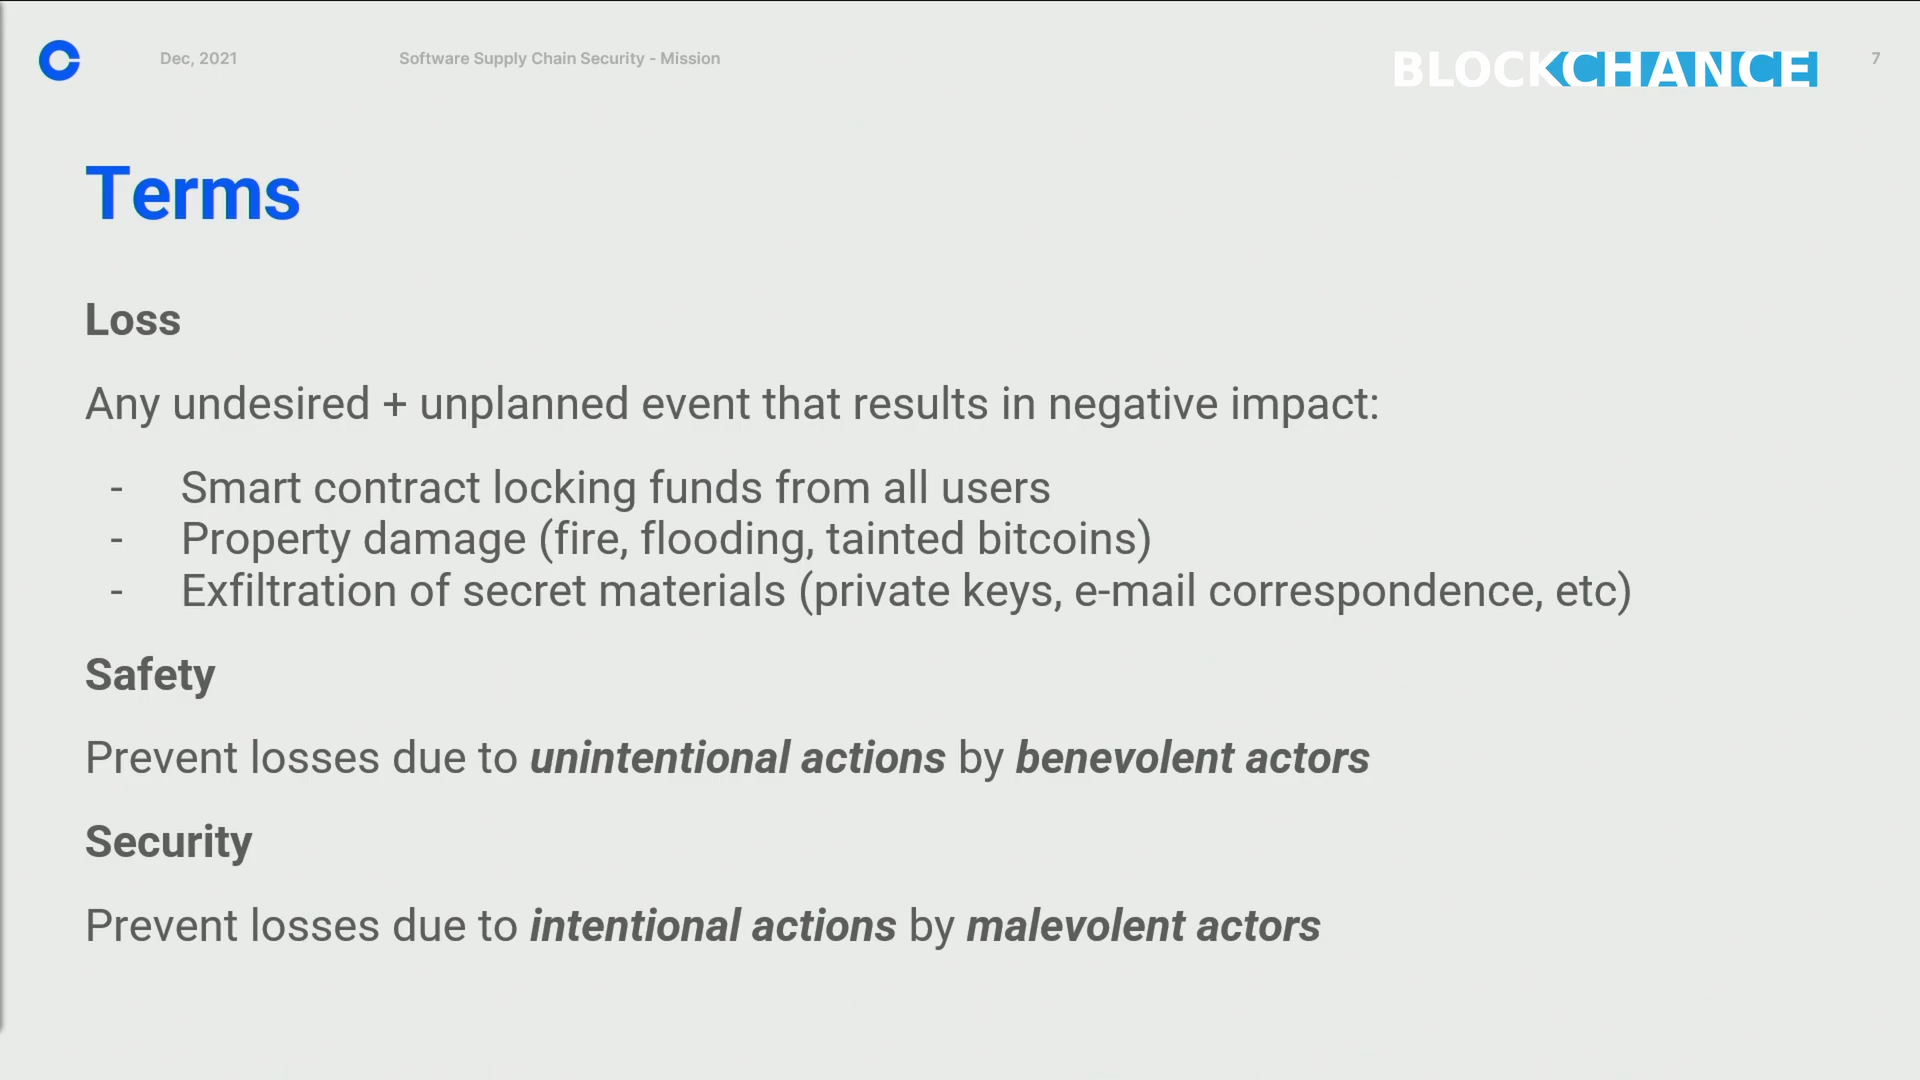 Dec, 2021
Software Supply Chain Security - Mission
BLOCKCHANCE
7
Terms
Loss
Any undesired + unplanned event that results in negative impact:
- Smart contract locking funds from all users
- Property damage (fire, flooding, tainted bitcoins)
- Exfiltration of secret materials (private keys, e-mail correspondence, etc)
Safety
Prevent losses due to unintentional actions by benevolent actors
Security
Prevent losses due to intentional actions by malevolent actors